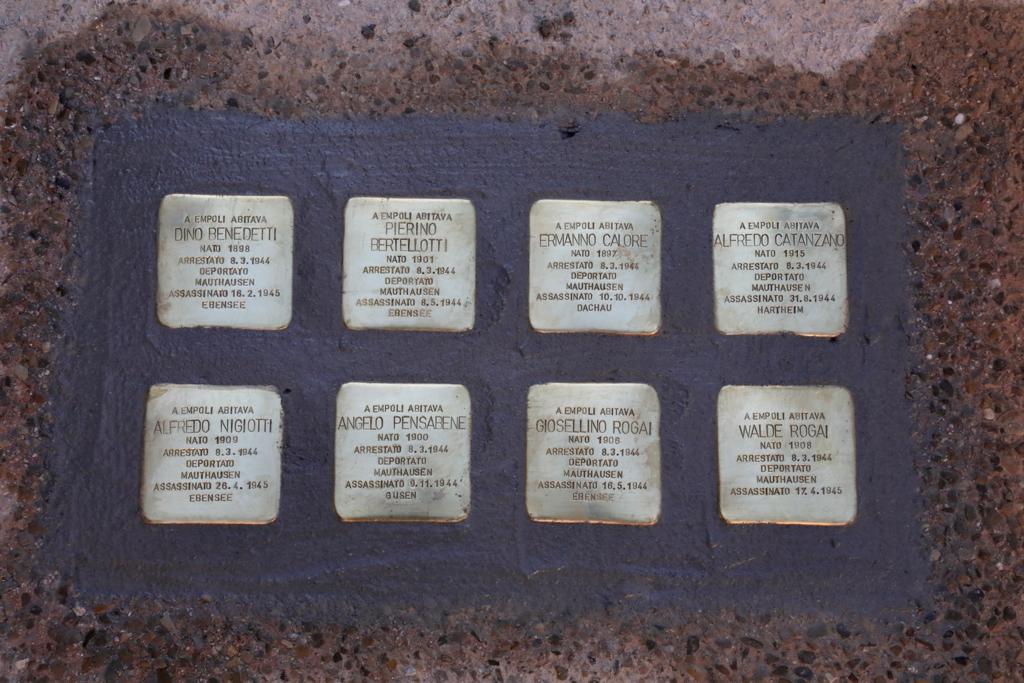 A EMPOLI ABITAVA
DINO BENEDETTI
NATO 1898
ARRESTATO 8.3.1944
DEPORTATO
MAUTHAUSEN
ASSASSINATO 16.2.1945
EBENSEE
A EMPOLI ABITAVA
PIERINO
BERTELLOTTI
NATO 1901
ARRESTATO 8.3.1944
DEPORTATO
MAUTHAUSEN
ASSASSINATO 8.5.1944
EBENSEE
A EMPOLI ABITAVA
ERMANNO CALORE
NATO 1897
ARRESTATO 8.3.1944
DEPORTATO
MAUTHAUSEN
ASSASSINATO 10.10.1944
DACHAU
A EMPOLI ABITAVA
ALFREDO CATANZANO
NATO 1915
ARRESTATO 8.3.1944
DEPORTATO
MAUTHAUSEN
ASSASSINATO 31.8.1944
HARTHEIM
A EMPOLI ABITAVA
ALFREDO NIGIOTTI
NATO 1909
ARRESTATO 8.3.1944
DEPORTATO
MAUTHAUSEN
ASSASSINATO 26.4.1945
EBENSEE
A EMPOLI ABITAVA
ANGELO PENSABENE
NATO 1900
ARRESTATO 8.3.1944
DEPORTATO
MAUTHAUSEN
ASSASSINATO 9.11.1944
GUSEN
A EMPOLI ABITAVA
GIOSELLINO ROGAI
NATO 1906
ARRESTATO 8.3.1944
DEPORTATO
MAUTHAUSEN
ASSASSINATO 16.5.1944
EBENSEE
A EMPOLI ABITAVA
WALDE ROGAI
NATO 1908
ARRESTATO 8.3.1944
DEPORTATO
MAUTHAUSEN
ASSASSINATO 17.4.1945